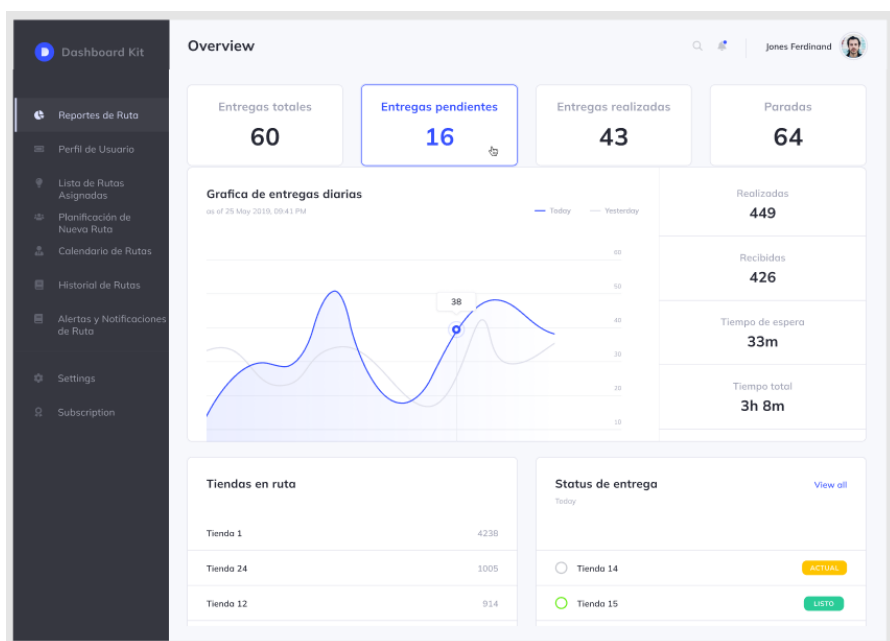 Dashboard Kit
Reportes de Ruta
Perfil de Usuario
Lista de Rutas
Asignadas
Planificación de
Nueva Ruta
Calendario de Rutas
Historial de Rutas
Alertas y Notificaciones
de Ruta
Settings
Subscription
Overview
Jones Ferdinand
Entregas totales
60
Entregas pendientes
16
Entregas realizadas
43
Paradas
64
Grafica de entregas diarias
as of 25 May 2019, 09:41 PM
Today
Yesterday
60
50
40
30
20
10
38
Realizadas
449
Recibidas
426
Tiempo de espera
33m
Tiempo total
3h 8m
Tiendas en ruta
Tienda 1 4238
Tienda 24 1005
Tienda 12 914
Status de entrega
View all
Today
Tienda 14 ACTUAL
Tienda 15 LISTO